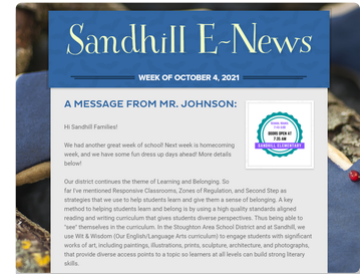 Sandhill E-News
WEEK OF OCTOBER 4, 2021
A MESSAGE FROM MR. JOHNSON:
Hi Sandhill Families!
We had another great week of school! Next week is homecoming
week, and we have some fun dress up days ahead! More details
below!
Our district continues the theme of Learning and Belonging. So
far I've mentioned Responsive Classrooms, Zones of Regulation, and Second Step as
strategies that we use to help students learn and give them a sense of belonging. A key
method to helping students learn and belong is by using a high quality standards aligned
reading and writing curriculum that gives students diverse perspectives. Thus being able to
"see" themselves in the curriculum. In the Stoughton Area School District and at Sandhill, we
use Wit & Wisdom (Our English/Language Arts curriculum) to engage students with significant
works of art, including paintings, illustrations, prints, sculpture, architecture, and photographs,
that provide diverse access points to a topic so learners at all levels can build strong literary
skills.
DOORS OPEN AT
7:35 AM
SANDHILL ELEMENTARY